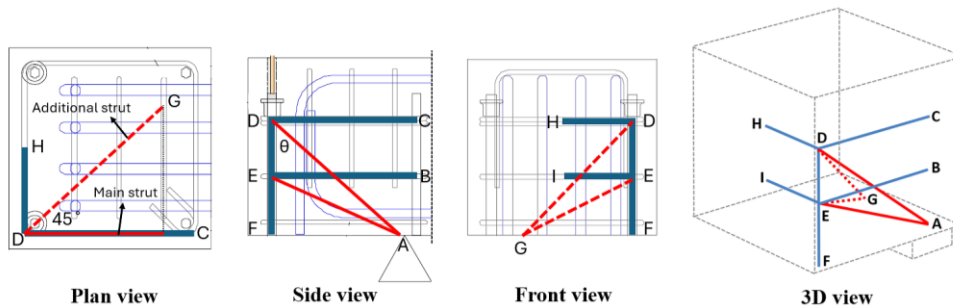 Additional strut
G
H
Main strut
45°
D
C
Plan view
D
C
θ
E
B
F
A
Side view
H
D
I
E
F
G
Front view
C
H
D
B
I
G
E
A
F
3D view